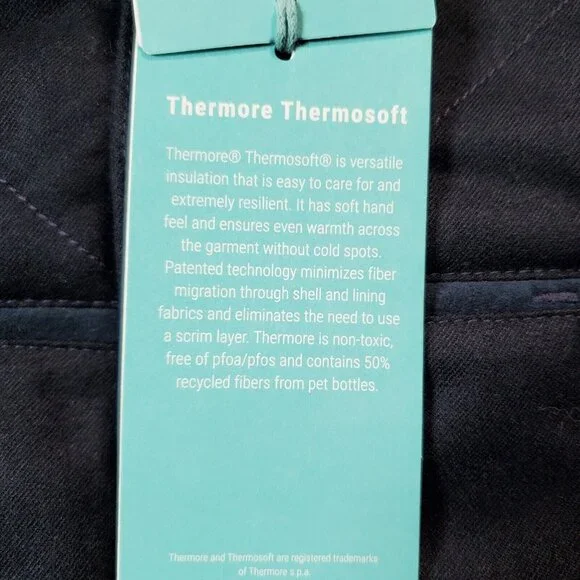 Thermore Thermosoft
Thermore® Thermosoft® is versatile
insulation that is easy to care for and
extremely resilient. It has soft hand
feel and ensures even warmth across
the garment without cold spots.
Patented technology minimizes fiber
migration through shell and lining
fabrics and eliminates the need to use
a scrim layer. Thermore is non-toxic,
free of pfoa/pfos and contains 50%
recycled fibers from pet bottles.
Thermore and Thermosoft are registered trademarks
of Thermore s.p.a.